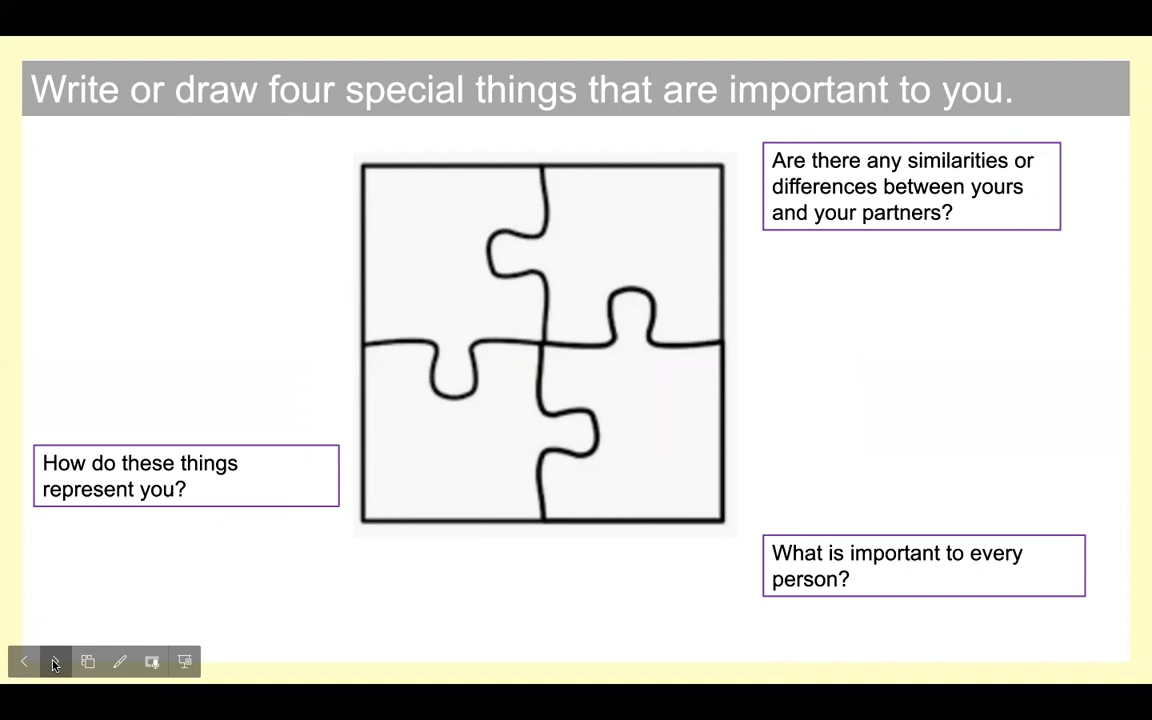 Write or draw four special things that are important to you.
Are there any similarities or
differences between yours
and your partners?
How do these things
represent you?
What is important to every
person?